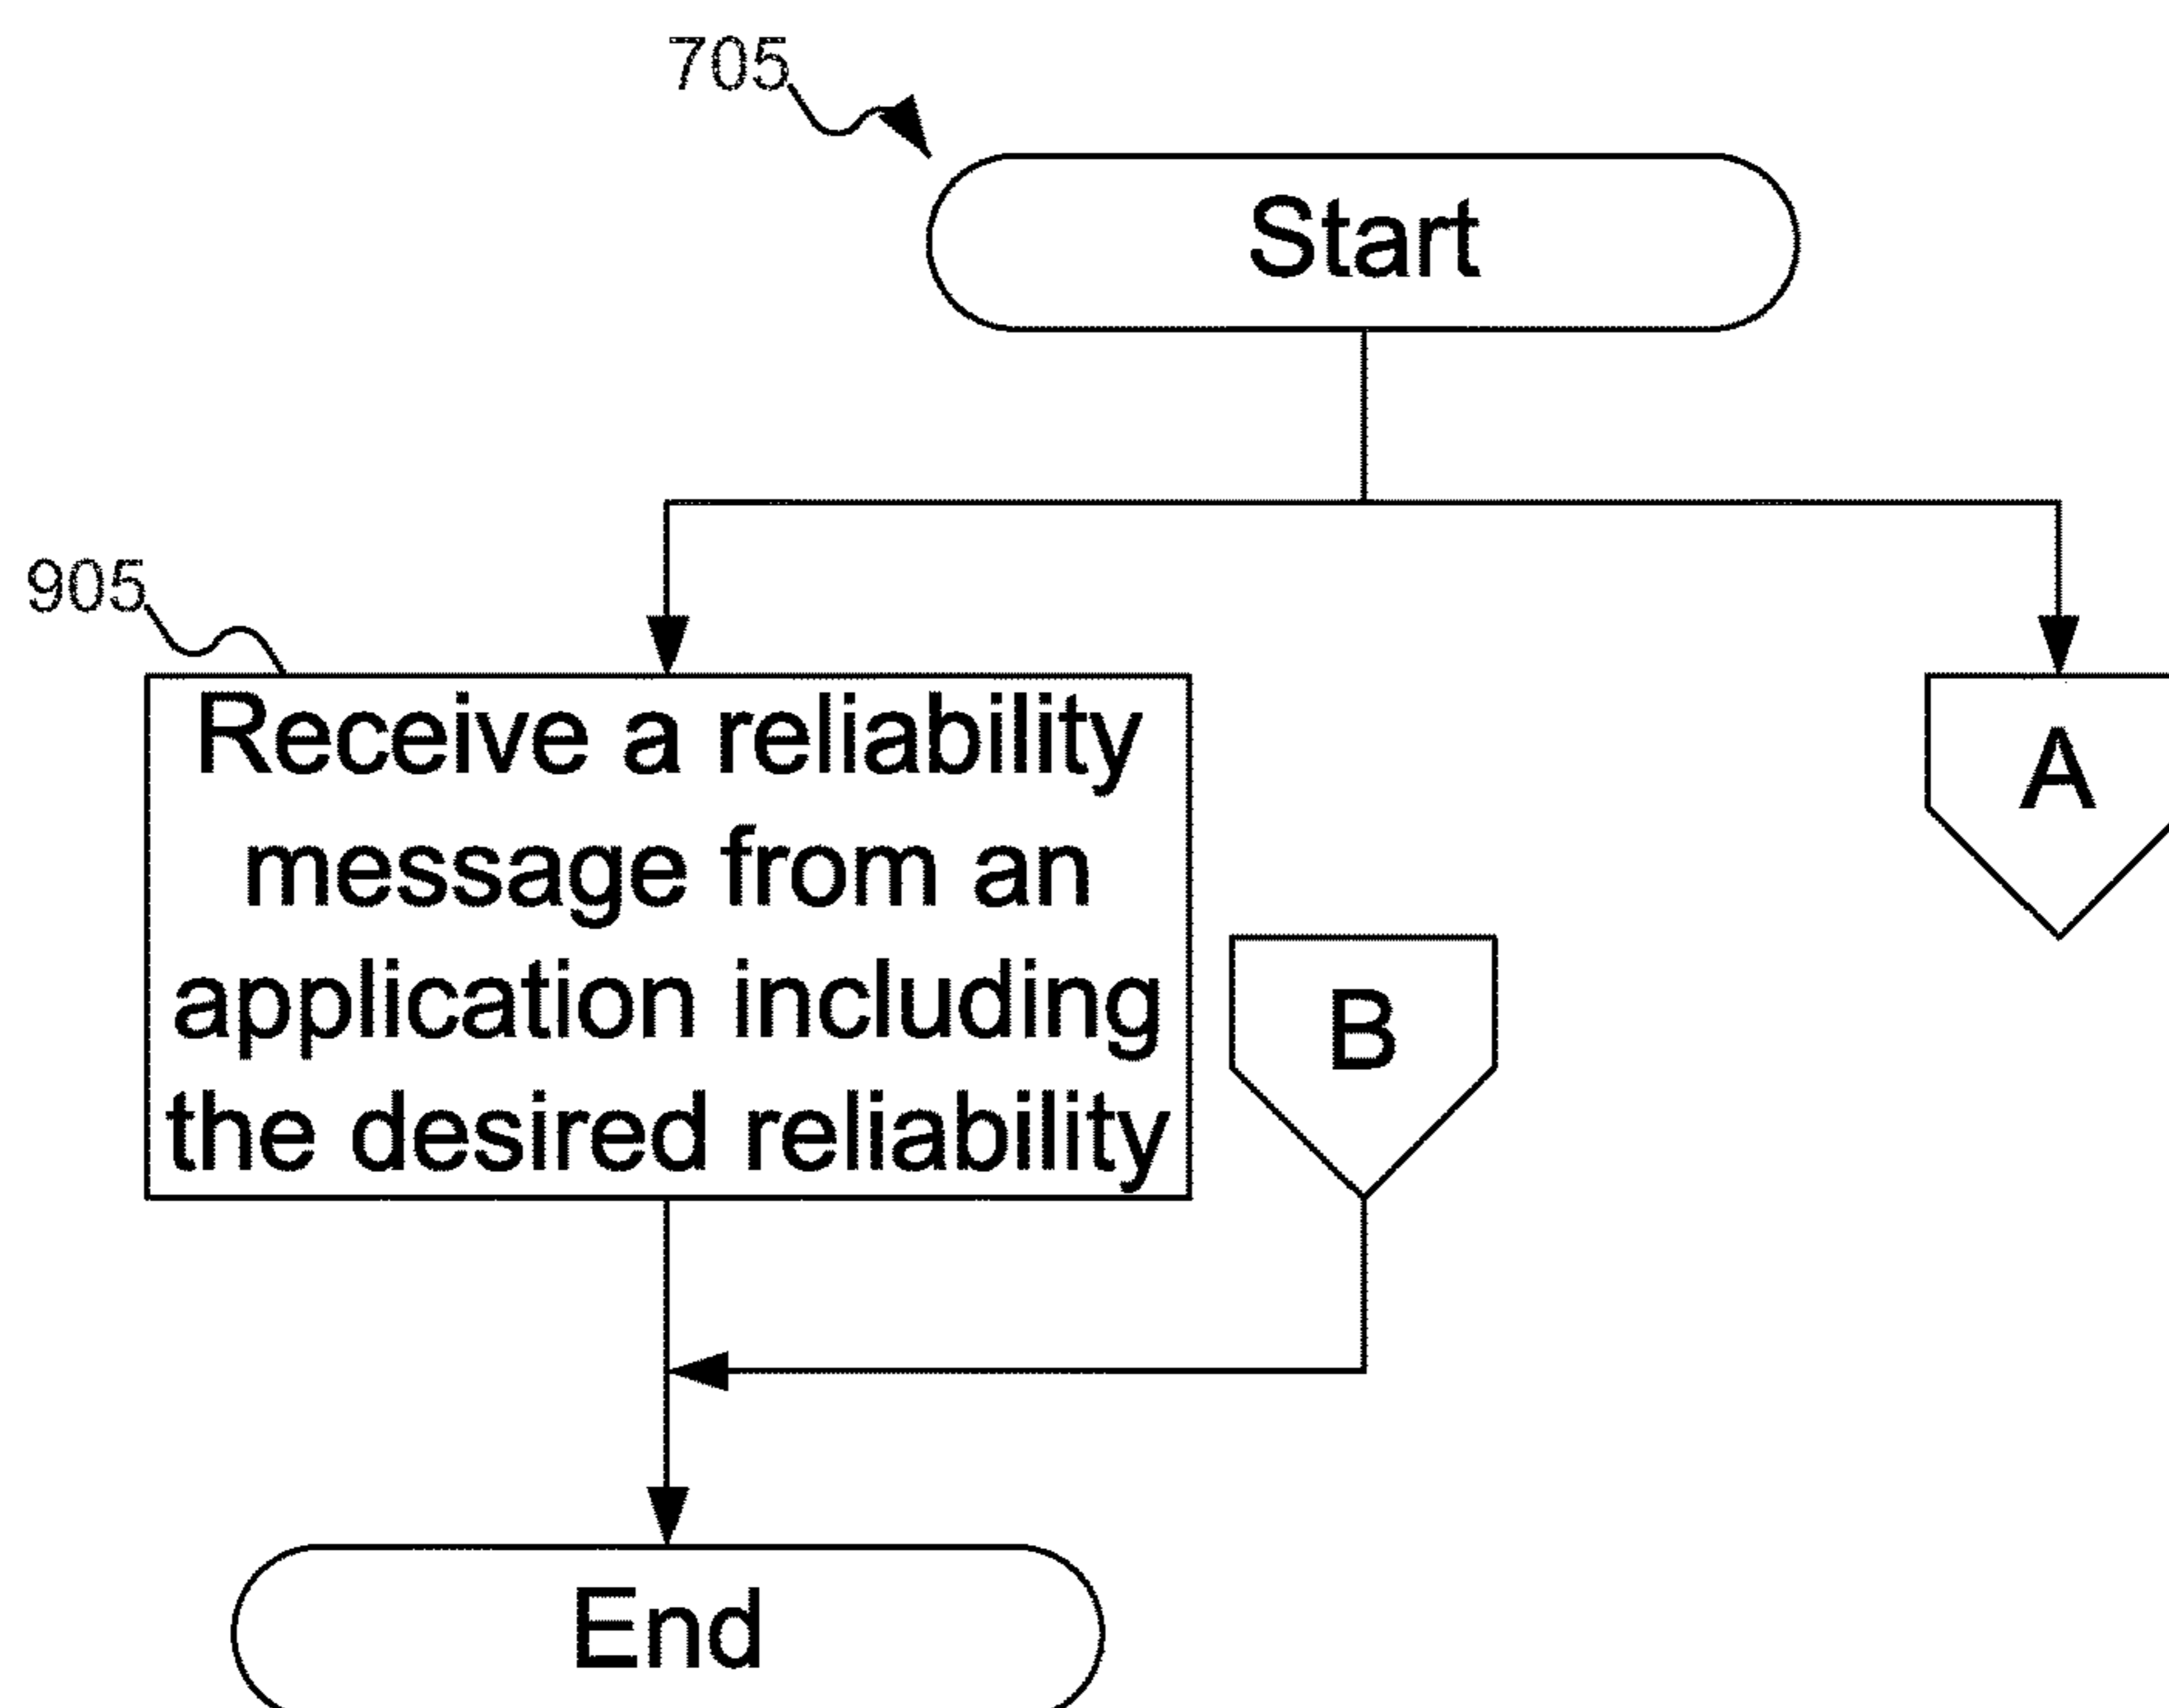 705
Start
905
Receive a reliability
message from an
application including
the desired reliability
A
B
End